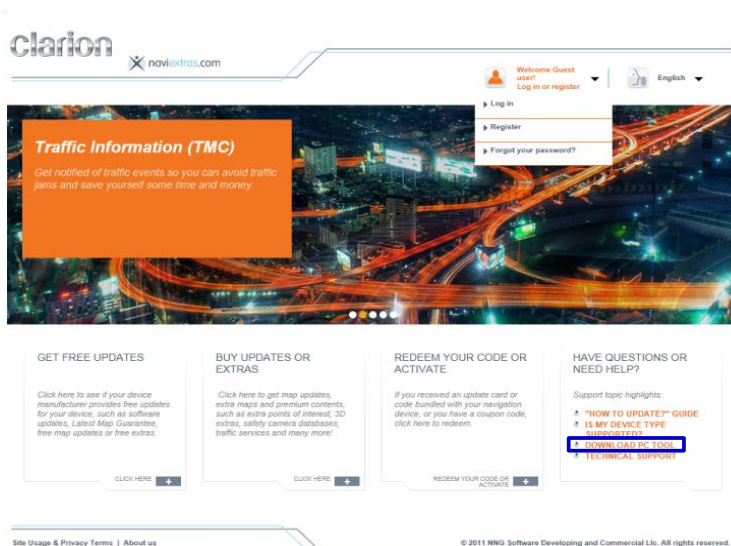 clarion
naviextras.com
Welcome Guest
user!
Log in or register
English
Log in
Register
Forgot your password?
Traffic Information (TMC)
Get notified of traffic events so you can avoid traffic
jams and save yourself some time and money.
GET FREE UPDATES
Click here to see if your device
manufacturer provides free updates
for your device, such as software
updates, Latest Map Guarantee,
free map updates or free extras.
CLICK HERE
BUY UPDATES OR
EXTRAS
Click here to get map updates,
extra maps and premium contents,
such as extra points of interest, 3D
extras, safety camera databases,
traffic services and many more!
CLICK HERE
REDEEM YOUR CODE OR
ACTIVATE
If you received an update card or
code bundled with your navigation
device, or you have a coupon code,
click here to redeem.
REDEEM YOUR CODE OR
ACTIVATE
HAVE QUESTIONS OR
NEED HELP?
Support topic highlights:
"HOW TO UPDATE?" GUIDE
IS MY DEVICE TYPE
SUPPORTED?
DOWNLOAD PC TOOL
TECHNICAL SUPPORT
Site Usage & Privacy Terms | About us
© 2011 NNG Software Developing and Commercial Llc. All rights reserved.